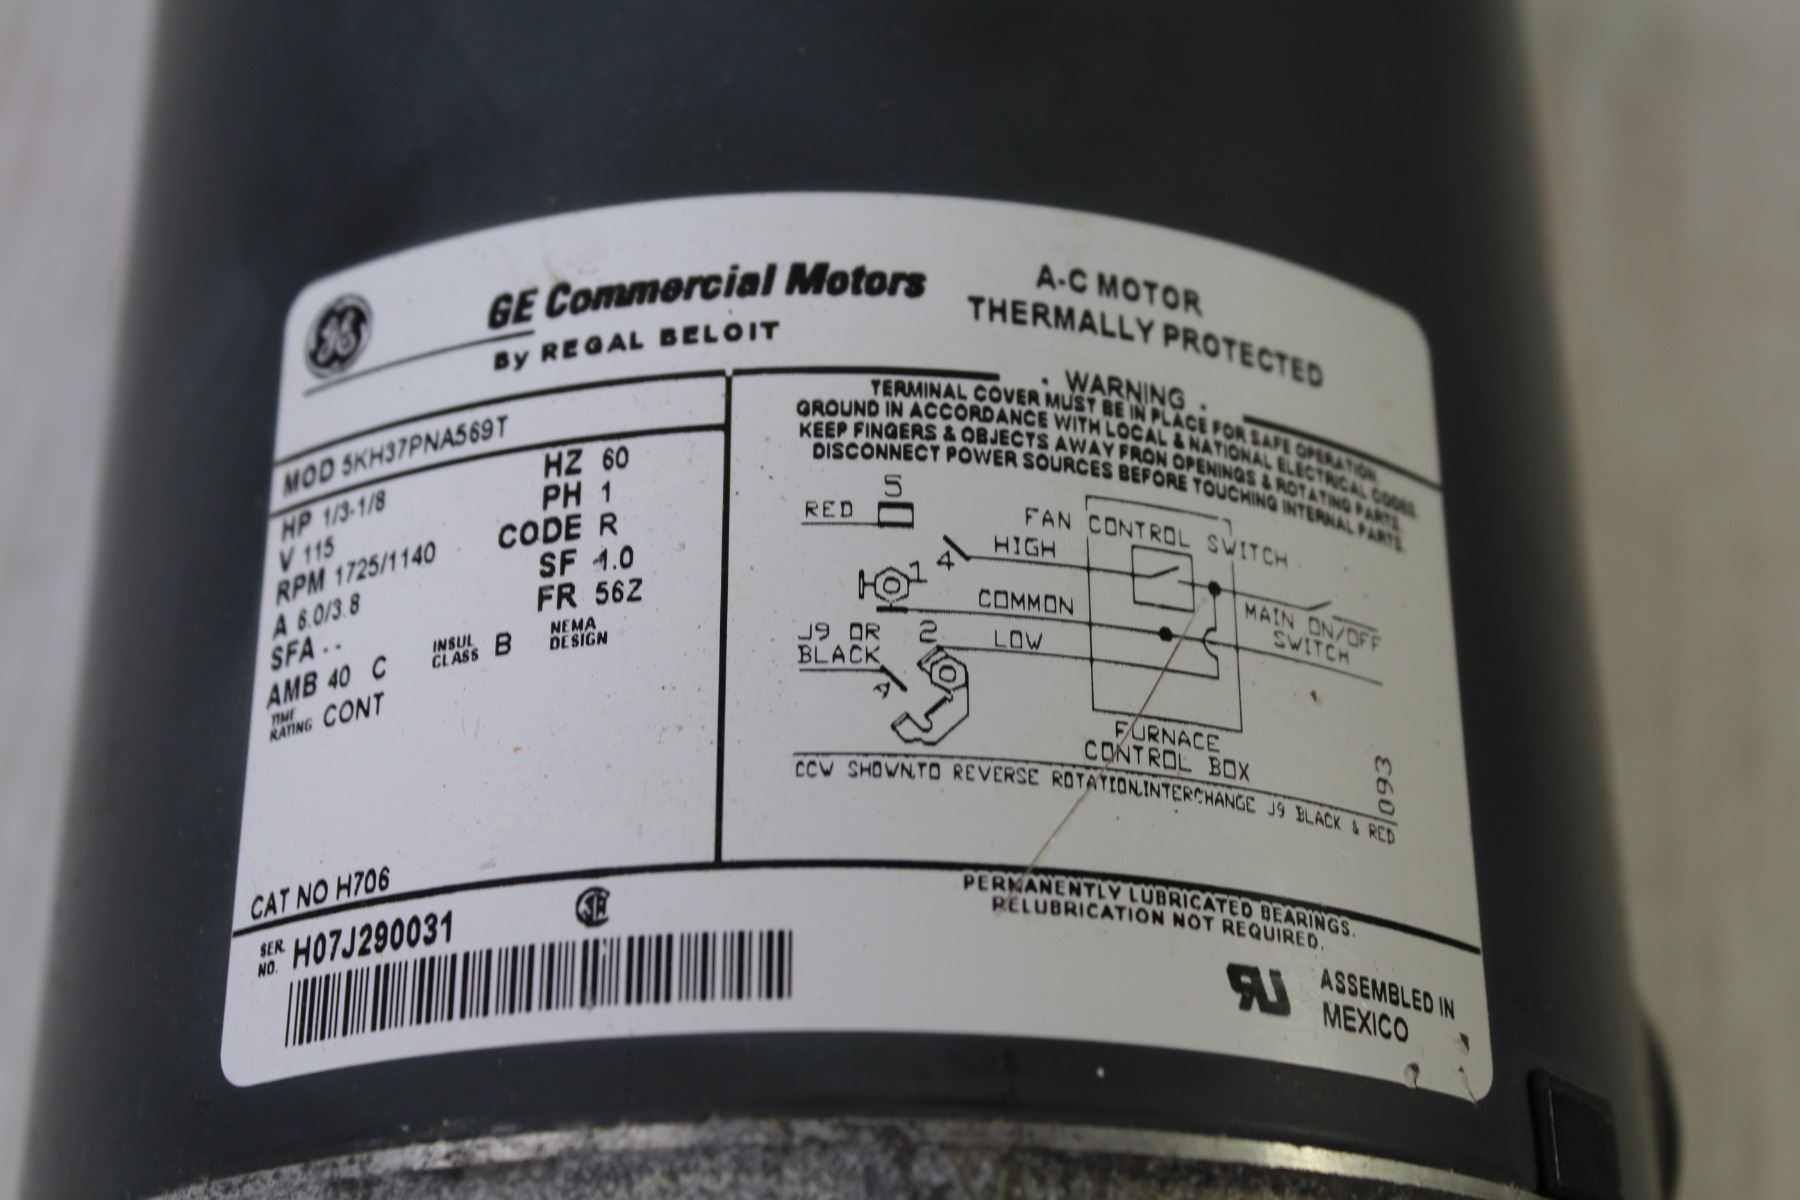 GE
GE Commercial Motors
By REGAL BELOIT
A-C MOTOR
THERMALLY PROTECTED
MOD 5KH37PNA569T
HP 1/3-1/8
V 115
RPM 1725/1140
A 6.0/3.8
SFA --
AMB 40 C
TIME RATING CONT
HZ 60
PH 1
CODE R
SF 1.0
FR 56Z
INSUL CLASS B
NEMA DESIGN
. WARNING .
TERMINAL COVER MUST BE IN PLACE FOR SAFE OPERATION.
GROUND IN ACCORDANCE WITH LOCAL & NATIONAL ELECTRICAL CODES.
KEEP FINGERS & OBJECTS AWAY FRON OPENINGS & ROTATING PARTS.
DISCONNECT POWER SOURCES BEFORE TOUCHING INTERNAL PARTS.
RED 5
FAN CONTROL SWITCH
4 HIGH
1
COMMON
J9 OR
BLACK
4
2
LOW
MAIN ON/OFF
SWITCH
FURNACE
CONTROL BOX
093
CCW SHOWN.TO REVERSE ROTATION,INTERCHANGE J9 BLACK & RED
CAT NO H706
SER. NO. H07J290031
PERMANENTLY LUBRICATED BEARINGS.
RELUBRICATION NOT REQUIRED.
ASSEMBLED IN
MEXICO